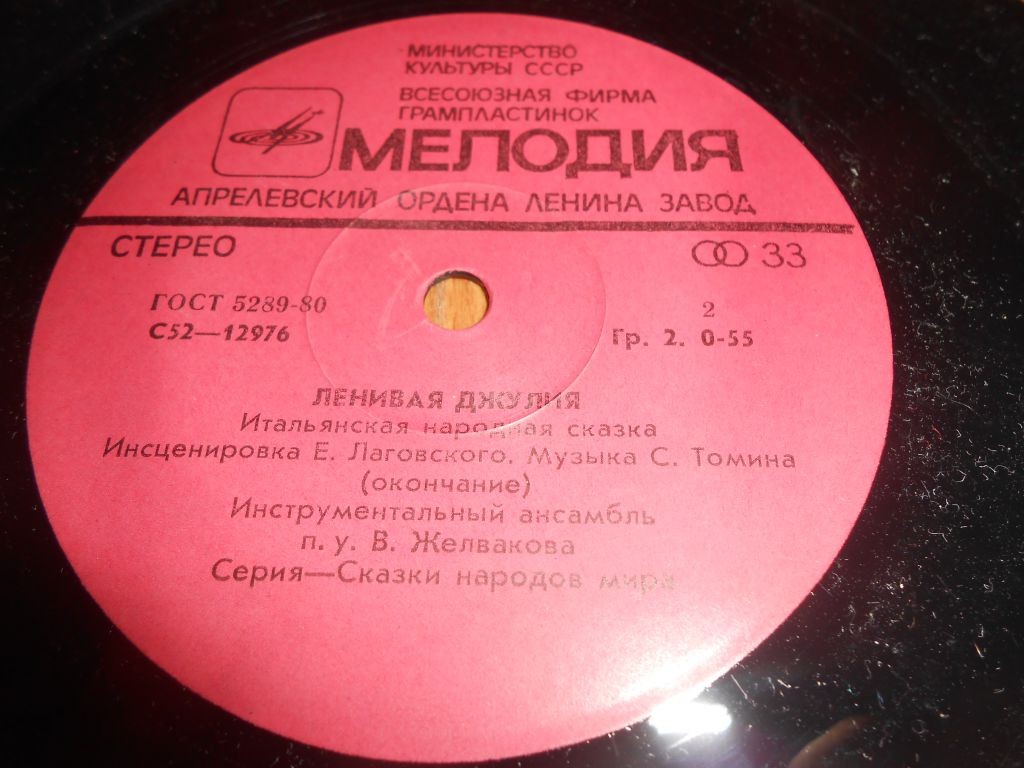 МИНИСТЕРСТВО
КУЛЬТУРЫ СССР
ВСЕСОЮЗНАЯ ФИРМА
ГРАМПЛАСТИНОК
МЕЛОДИЯ
АПРЕЛЕВСКИЙ ОРДЕНА ЛЕНИНА ЗАВОД
СТЕРЕО 33
ГОСТ 5289-80 2
С52—12976 Гр. 2. 0-55
ЛЕНИВАЯ ДЖУЛИЯ
Итальянская народная сказка
Инсценировка Е. Лаговского. Музыка С. Томина
(окончание)
Инструментальный ансамбль
п. у. В. Желвакова
Серия—Сказки народов мира